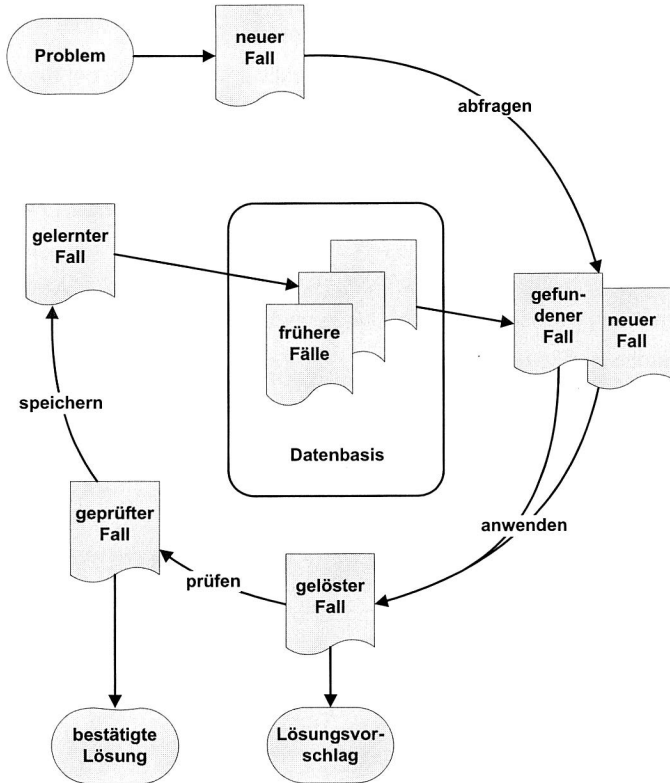 Problem
neuer
Fall
abfragen
gelernter
Fall
frühere
Fälle
Datenbasis
gefun-
dener
Fall
neuer
Fall
speichern
anwenden
geprüfter
Fall
prüfen
gelöster
Fall
bestätigte
Lösung
Lösungsvor-
schlag